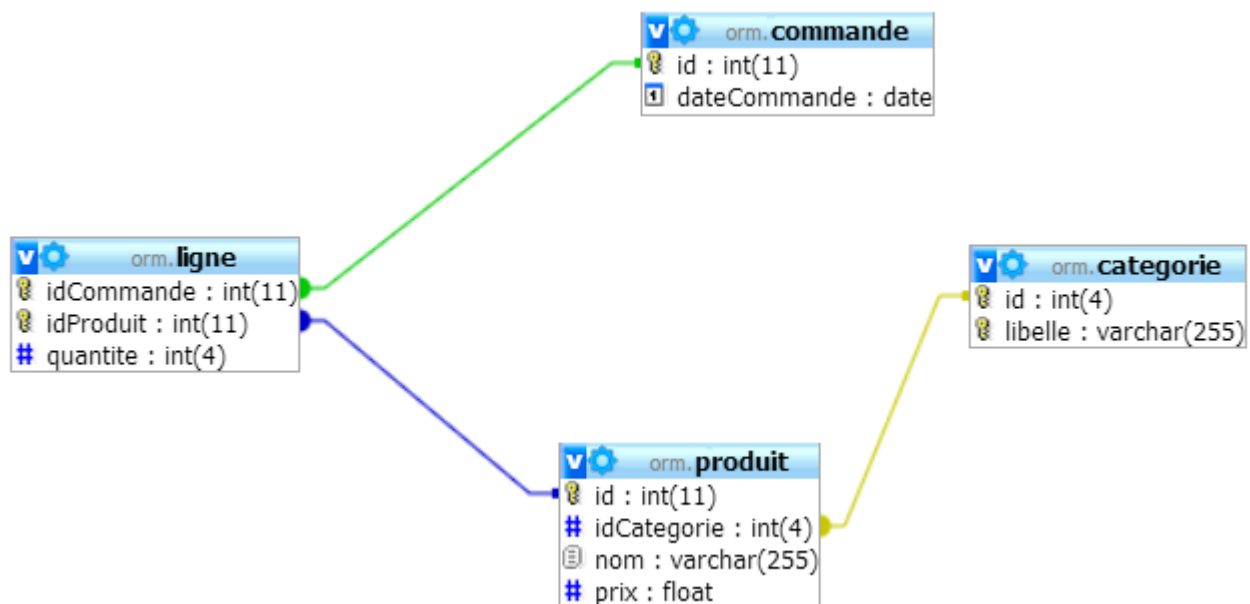 orm.commande
id : int(11)
dateCommande : date
orm.ligne
idCommande : int(11)
idProduit : int(11)
# quantite : int(4)
orm.categorie
id : int(4)
libelle : varchar(255)
orm.produit
id : int(11)
# idCategorie : int(4)
nom : varchar(255)
# prix : float